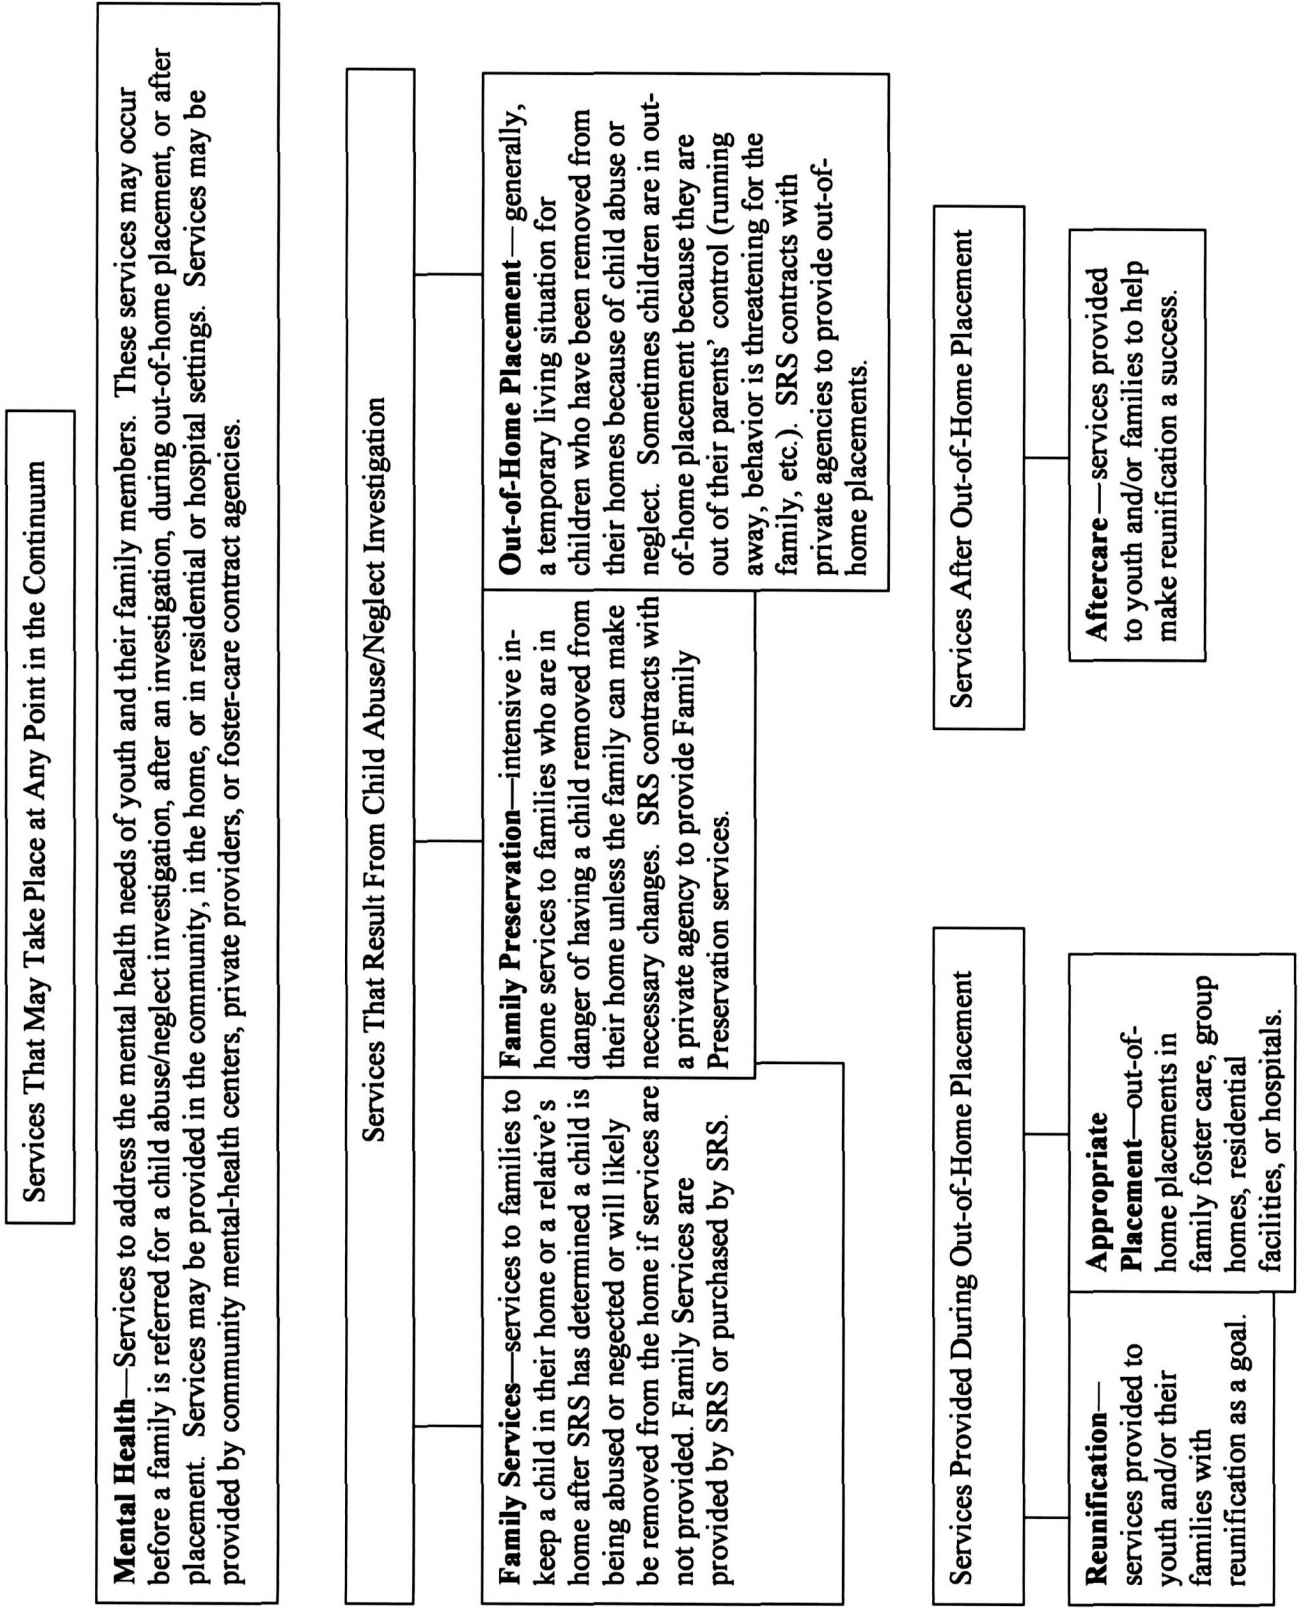 Services That May Take Place at Any Point in the Continuum
Mental Health—Services to address the mental health needs of youth and their family members. These services may occur
before a family is referred for a child abuse/neglect investigation, after an investigation, during out-of-home placement, or after
placement. Services may be provided in the community, in the home, or in residential or hospital settings. Services may be
provided by community mental-health centers, private providers, or foster-care contract agencies.
Services That Result From Child Abuse/Neglect Investigation
Family Services—services to families to
keep a child in their home or a relative's
home after SRS has determined a child is
being abused or negected or will likely
be removed from the home if services are
not provided. Family Services are
provided by SRS or purchased by SRS.
Family Preservation—intensive in-
home services to families who are in
danger of having a child removed from
their home unless the family can make
necessary changes. SRS contracts with
a private agency to provide Family
Preservation services.
Out-of-Home Placement—generally,
a temporary living situation for
children who have been removed from
their homes because of child abuse or
neglect. Sometimes children are in out-
of-home placement because they are
out of their parents' control (running
away, behavior is threatening for the
family, etc.). SRS contracts with
private agencies to provide out-of-
home placements.
Services Provided During Out-of-Home Placement
Reunification—
services provided to
youth and/or their
families with
reunification as a goal.
Appropriate
Placement—out-of-
home placements in
family foster care, group
homes, residential
facilities, or hospitals.
Services After Out-of-Home Placement
Aftercare—services provided
to youth and/or families to help
make reunification a success.